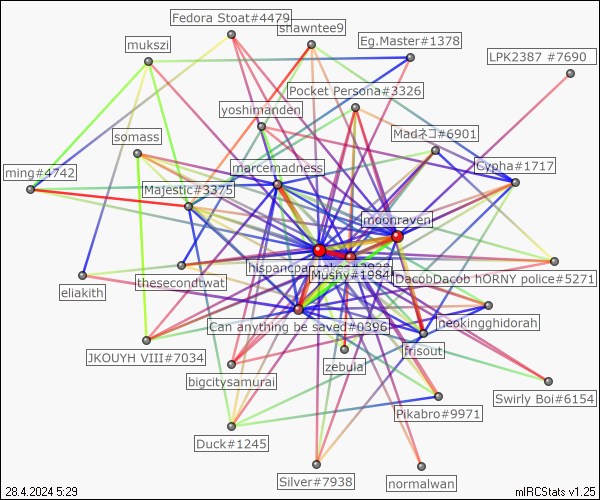 Fedora Stoat#4479
shawntee9
mukszi
Eg.Master#1378
LPK2387 #7690
Pocket Persona#3326
yoshimanden
somass
Madネコ#6901
ming#4742
marcemadness
Cypha#1717
Majestic#3375
moonraven
hispancpa
Mushy#1984
eliakith
thesecondtwat
DacobDacob hORNY police#5271
Can anything be saved#0396
neokingghidorah
JKOUYH VIII#7034
frisouti
zebula
bigcitysamurai
Swirly Boi#6154
Pikabro#9971
Duck#1245
Silver#7938
normalwan
28.4.2024 5:29
mIRCStats v1.25